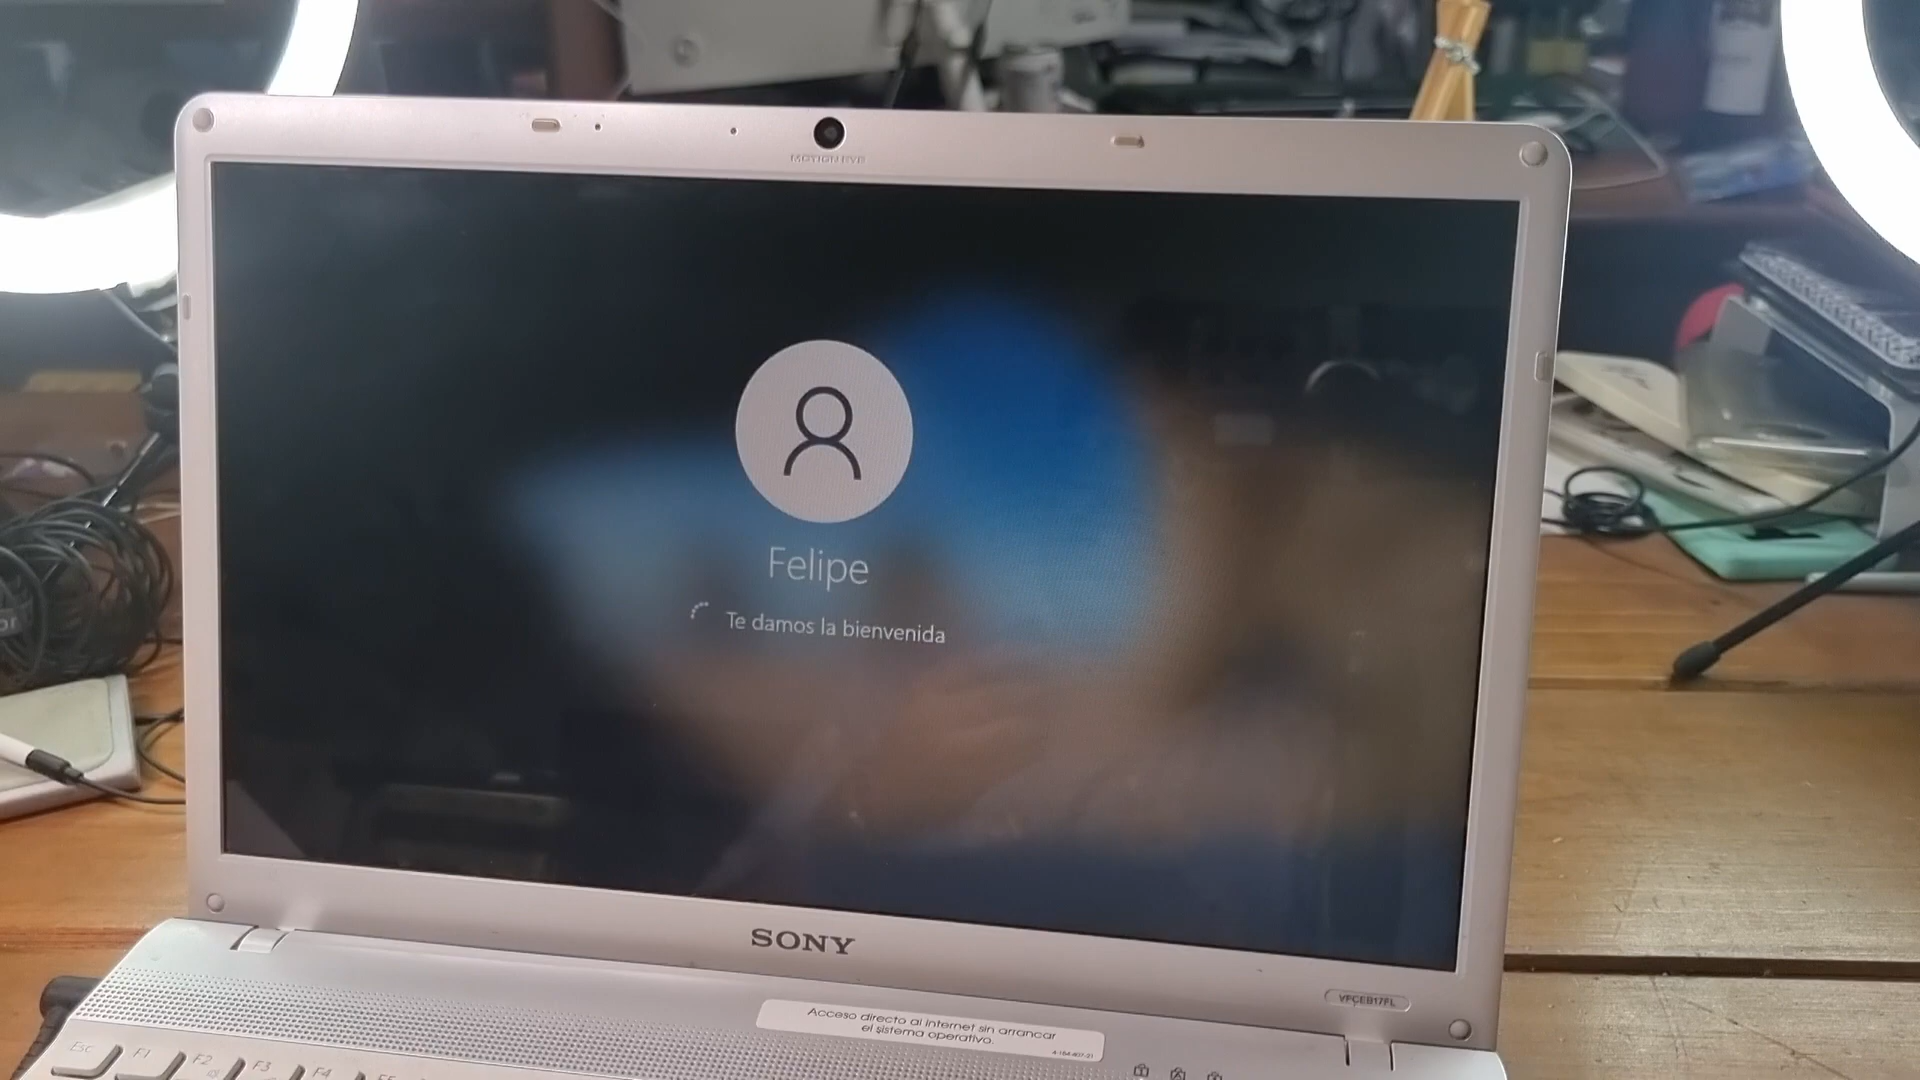 MOTION EYE
Felipe
Te damos la bienvenida
SONY
VPCEB17FL
Acceso directo al Internet sin arrancar
el sistema operativo.
Esc
F1
F2
F3
F4